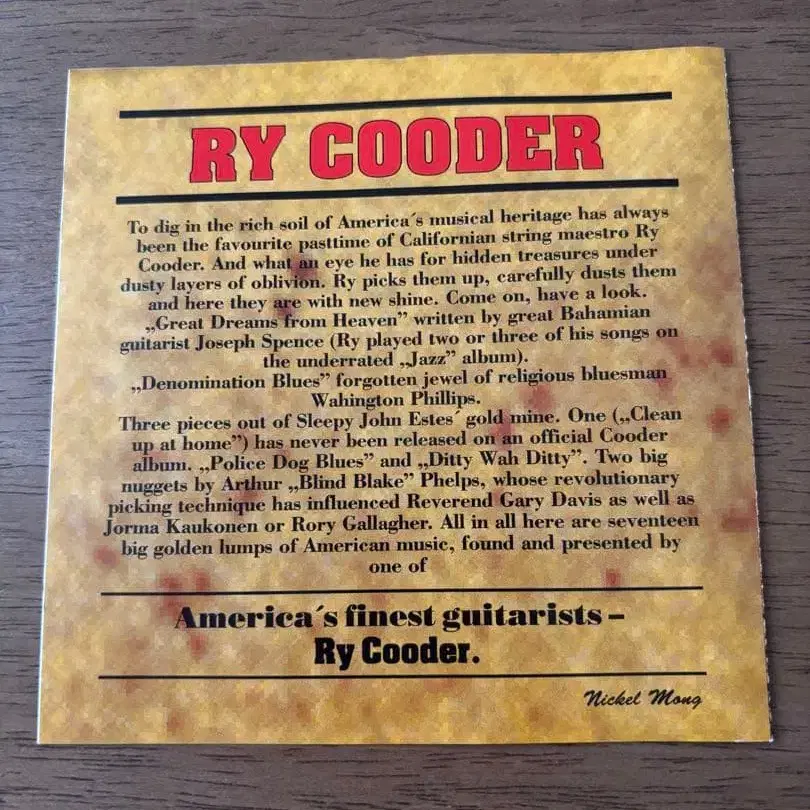 RY COODER
To dig in the rich soil of America´s musical heritage has always
been the favourite pasttime of Californian string maestro Ry
Cooder. And what an eye he has for hidden treasures under
dusty layers of oblivion. Ry picks them up, carefully dusts them
and here they are with new shine. Come on, have a look.
„Great Dreams from Heaven” written by great Bahamian
guitarist Joseph Spence (Ry played two or three of his songs on
the underrated „Jazz” album).
„Denomination Blues” forgotten jewel of religious bluesman
Wahington Phillips.
Three pieces out of Sleepy John Estes´ gold mine. One („Clean
up at home”) has never been released on an official Cooder
album. „Police Dog Blues” and „Ditty Wah Ditty”. Two big
nuggets by Arthur „Blind Blake” Phelps, whose revolutionary
picking technique has influenced Reverend Gary Davis as well as
Jorma Kaukonen or Rory Gallagher. All in all here are seventeen
big golden lumps of American music, found and presented by
one of
America´s finest guitarists –
Ry Cooder.
Nickel Mong